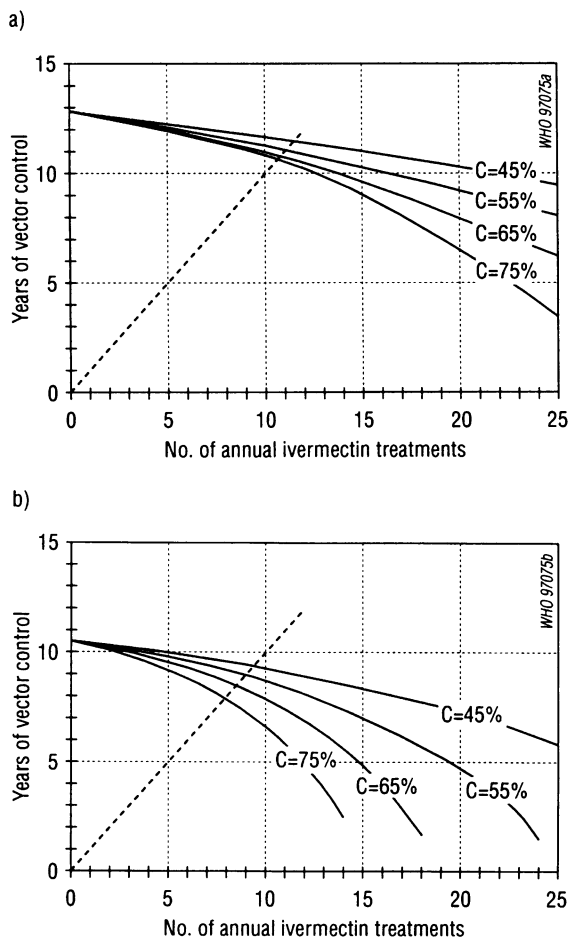 a)
15
10
5
0
Years of vector control
WHO 97075a
C=45%
C=55%
C=65%
C=75%
0 5 10 15 20 25
No. of annual ivermectin treatments
b)
15
10
5
0
Years of vector control
WHO 97075b
C=45%
C=75%
C=65%
C=55%
0 5 10 15 20 25
No. of annual ivermectin treatments